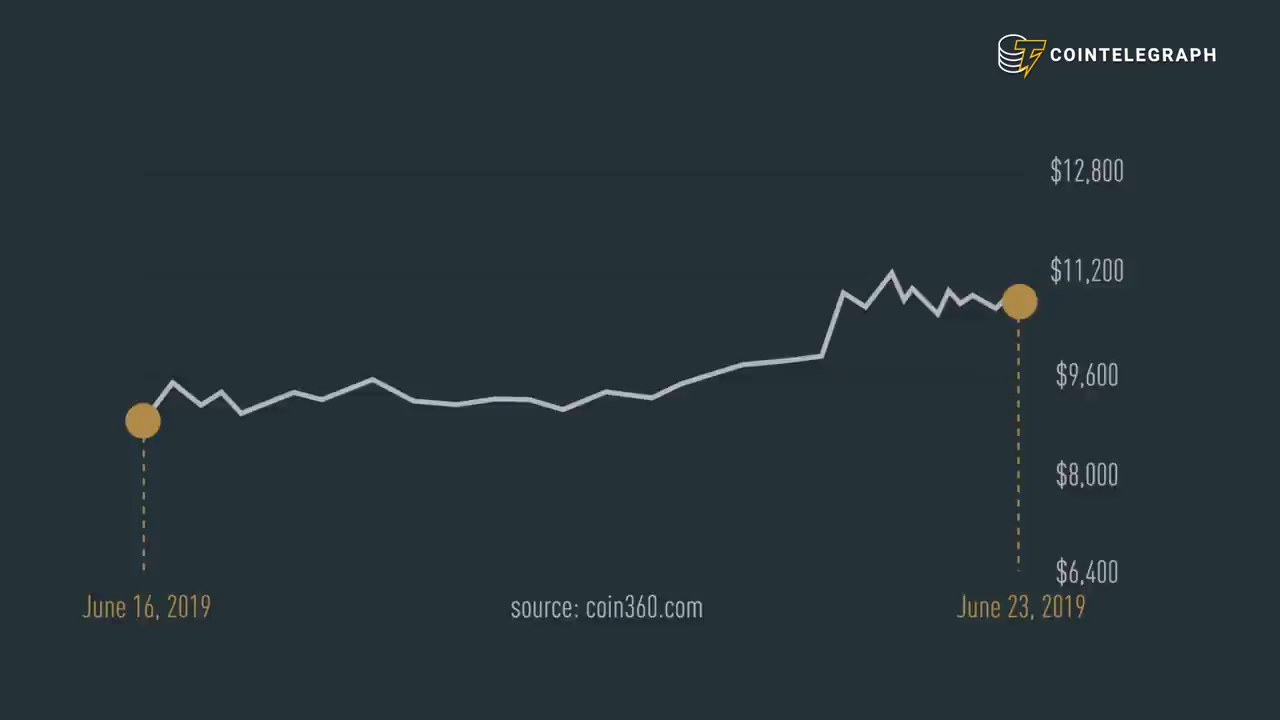 COINTELEGRAPH
$12,800
$11,200
$9,600
$8,000
$6,400
June 16, 2019
source: coin360.com
June 23, 2019